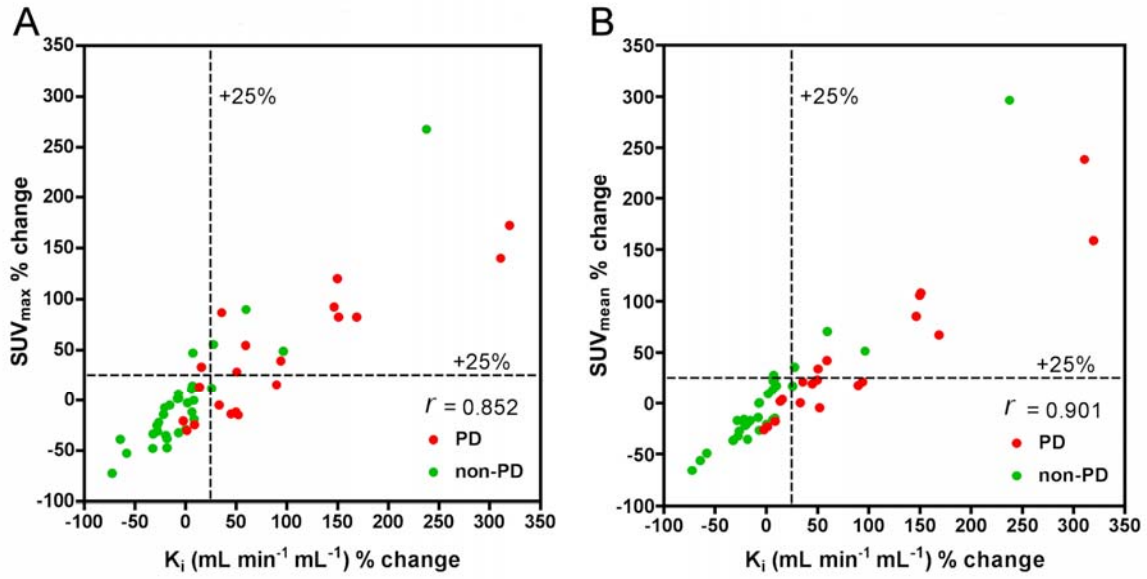 A
SUVmax % change
350
300
250
200
150
100
50
0
-50
-100
+25%
+25%
r = 0.852
PD
non-PD
-100 -50 0 50 100 150 200 250 300 350
Ki (mL min⁻¹ mL⁻¹) % change
B
SUVmean % change
350
300
250
200
150
100
50
0
-50
-100
+25%
+25%
r = 0.901
PD
non-PD
-100 -50 0 50 100 150 200 250 300 350
Ki (mL min⁻¹ mL⁻¹) % change